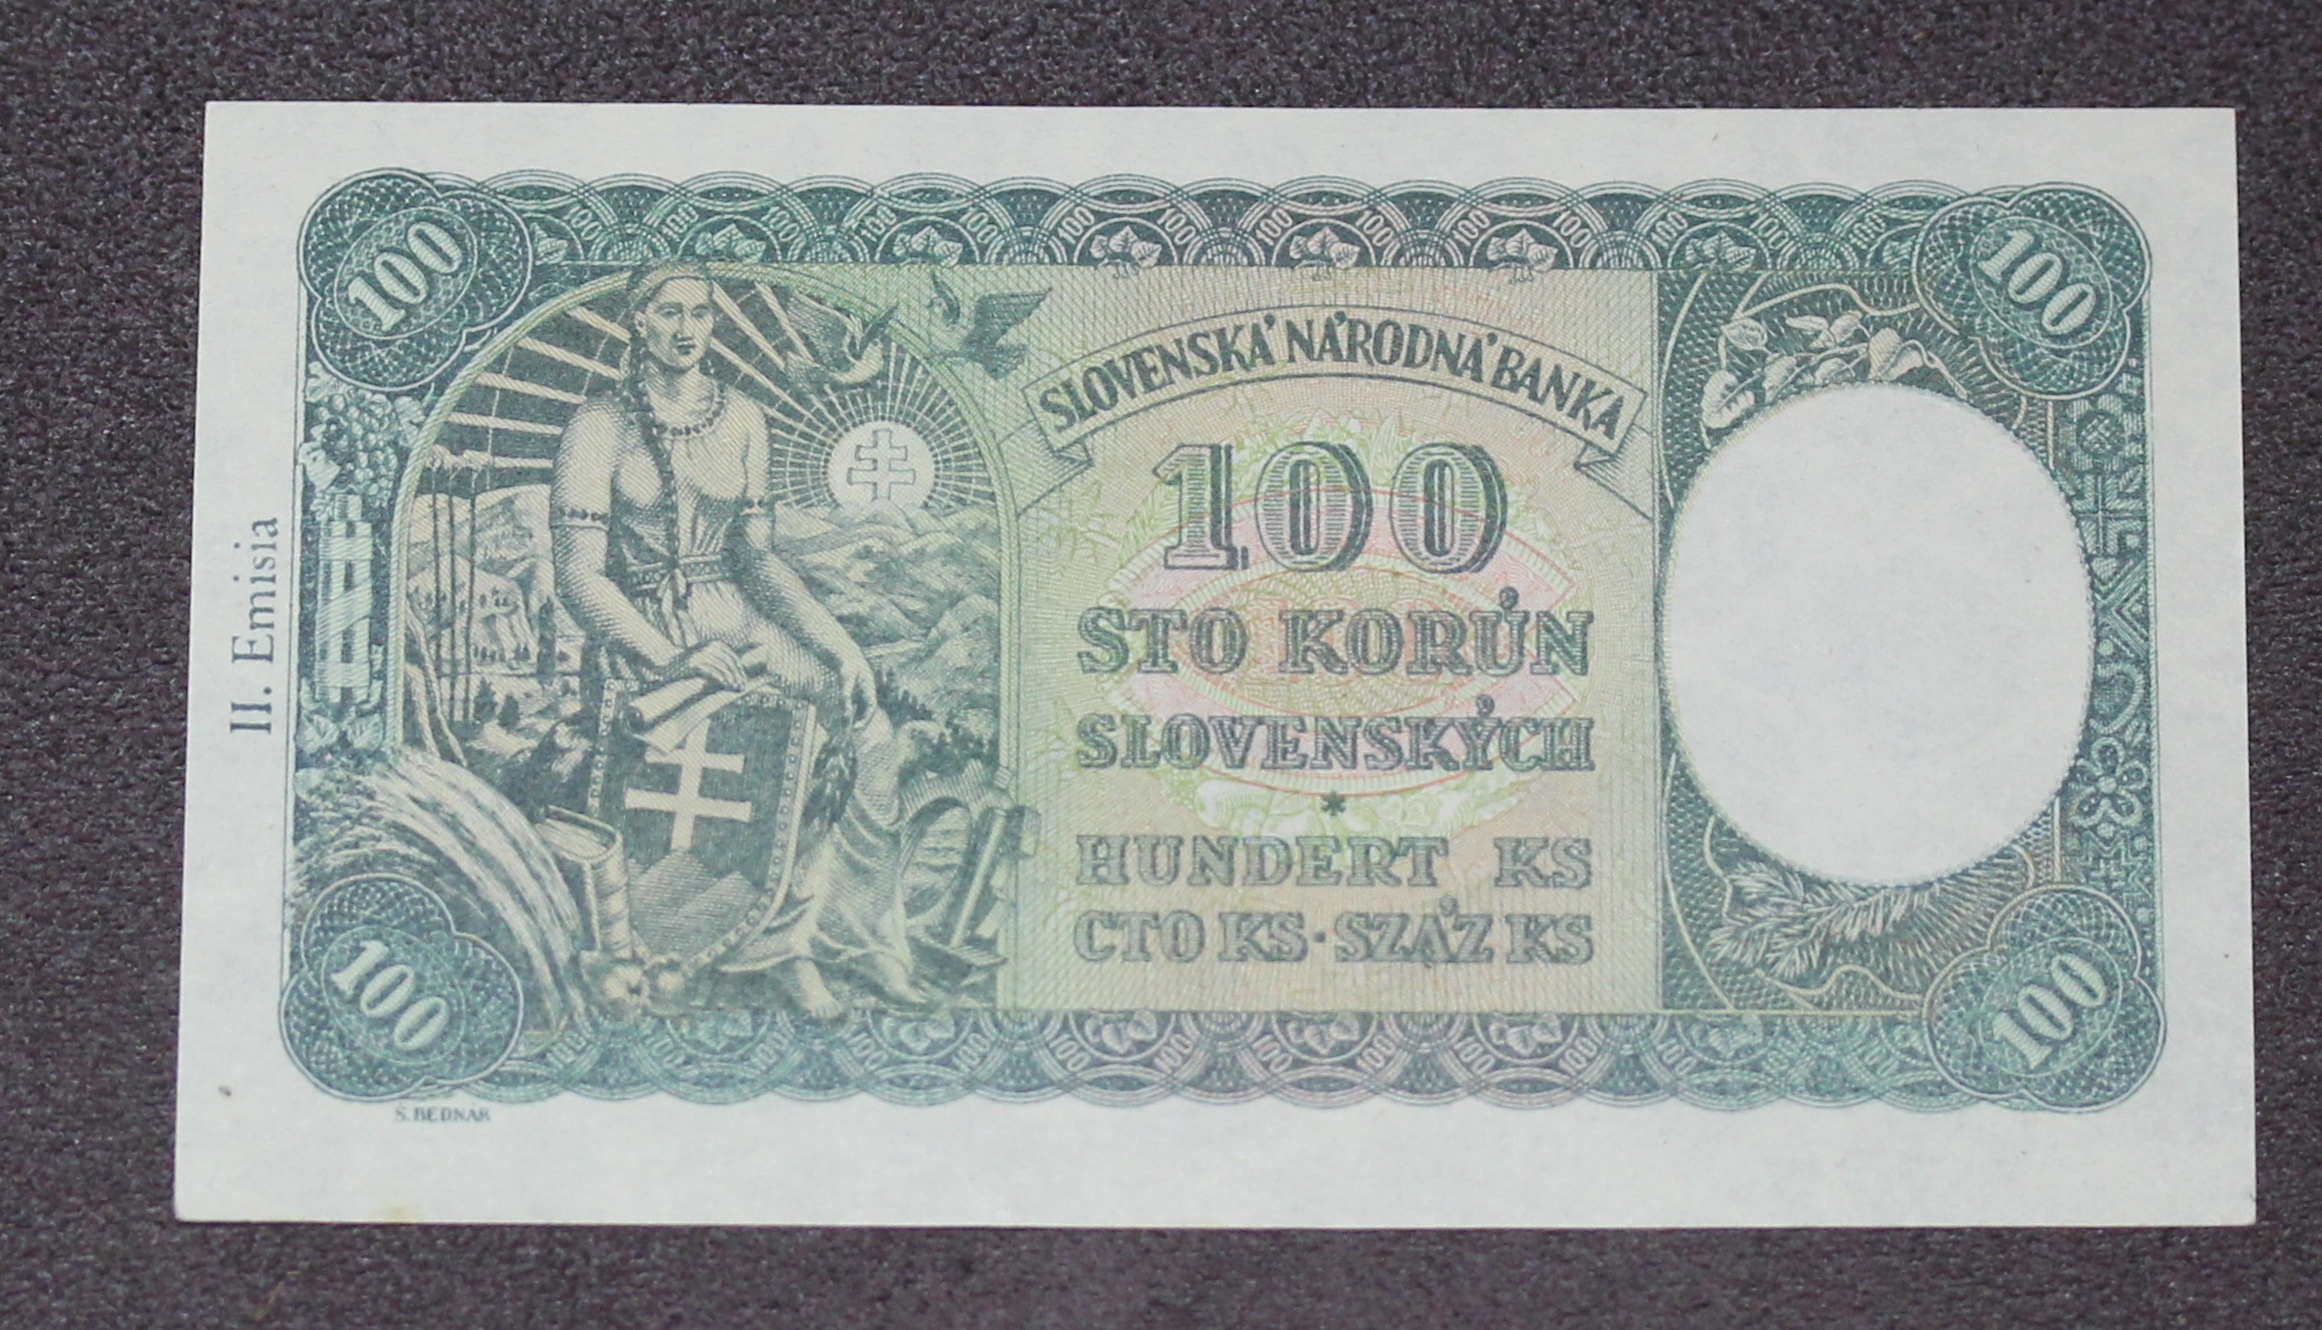 100
100
SLOVENSKÁ NÁRODNÁ BANKA
100
STO KORÚN
SLOVENSKÝCH
*
HUNDERT KS
CTO KS · SZÁZ KS
II. Emisia
100
100
Š. BEDNÁR